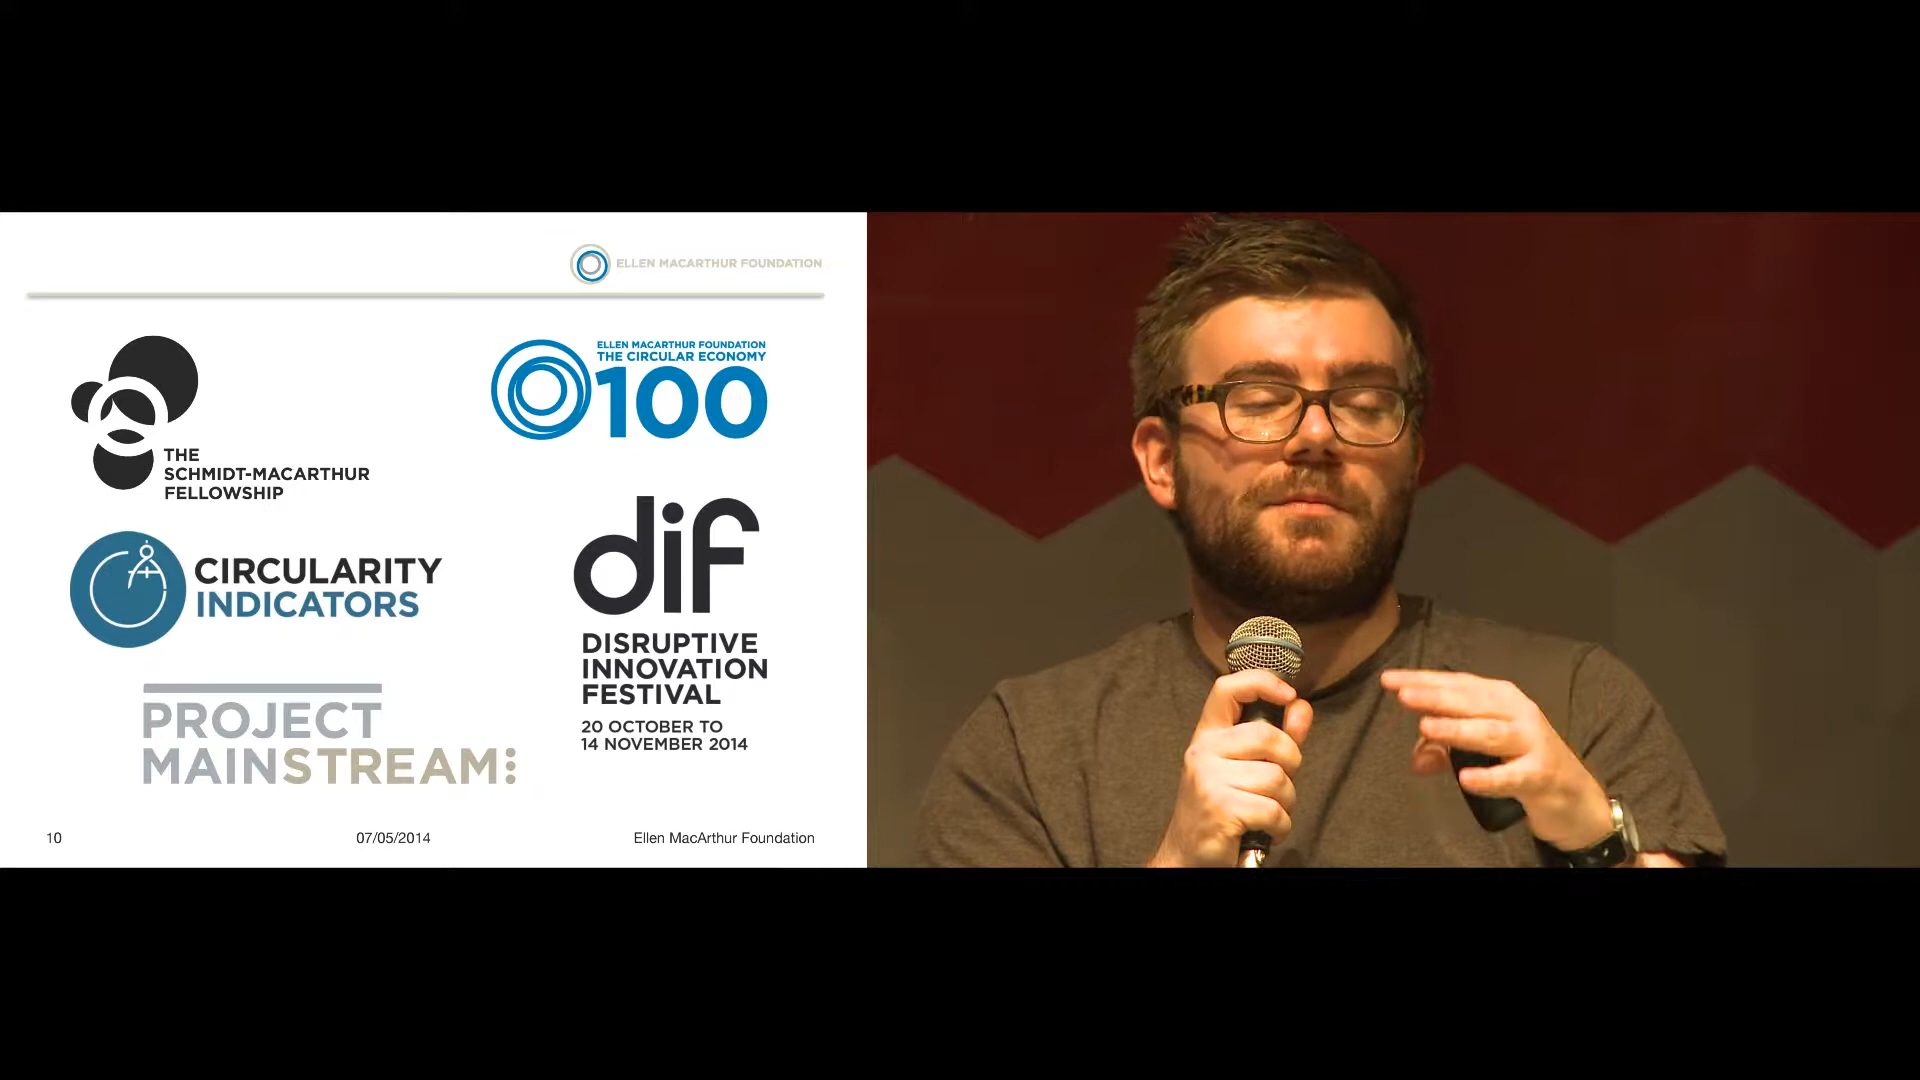 ELLEN MACARTHUR FOUNDATION
THE
SCHMIDT-MACARTHUR
FELLOWSHIP
ELLEN MACARTHUR FOUNDATION
THE CIRCULAR ECONOMY
100
CIRCULARITY
INDICATORS
dif
DISRUPTIVE
INNOVATION
FESTIVAL
20 OCTOBER TO
14 NOVEMBER 2014
PROJECT
MAINSTREAM
10
07/05/2014
Ellen MacArthur Foundation